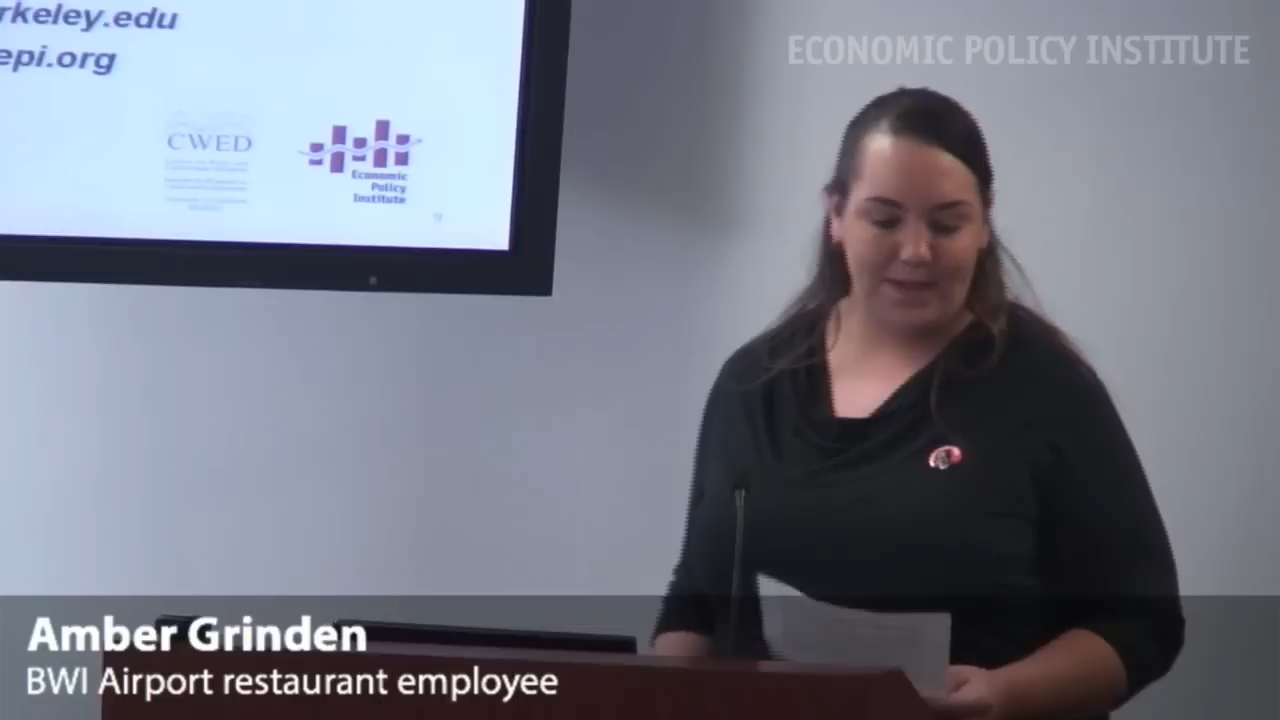 rkeley.edu
epi.org
ECONOMIC POLICY INSTITUTE
CWED
Economic
Policy
Institute
Amber Grinden
BWI Airport restaurant employee